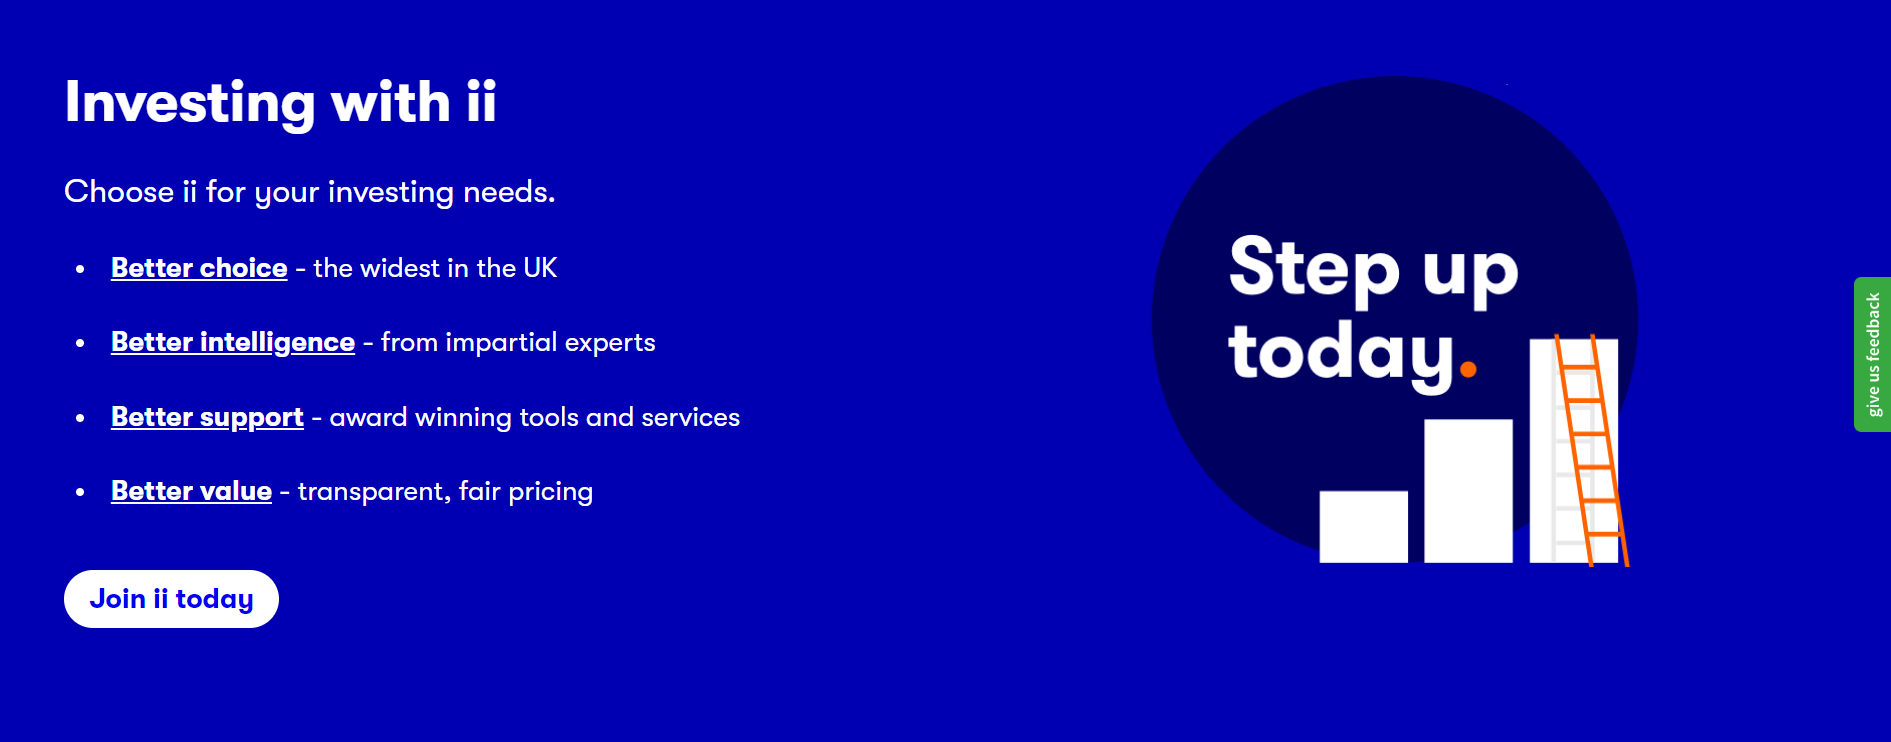 Investing with ii
Choose ii for your investing needs.
Better choice - the widest in the UK
Better intelligence - from impartial experts
Better support - award winning tools and services
Better value - transparent, fair pricing
Join ii today
Step up
today.
give us feedback